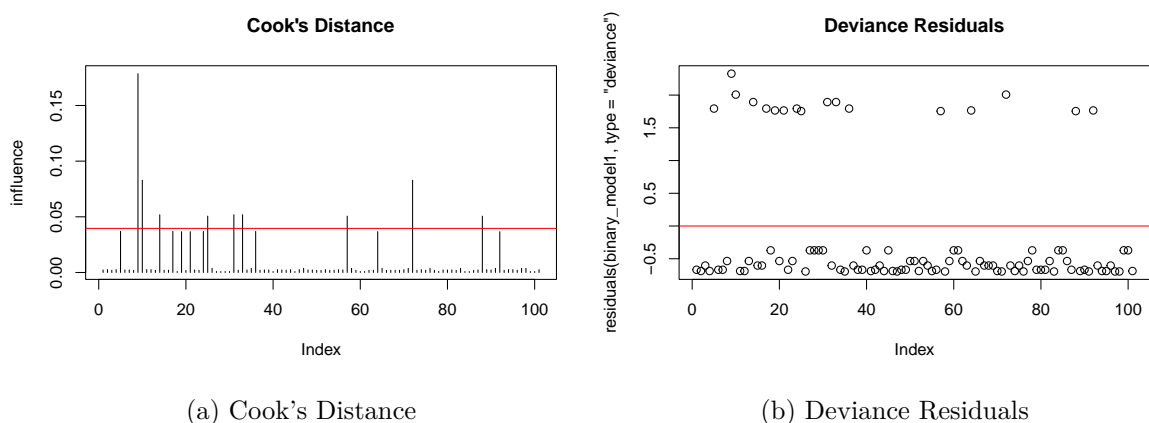 Cook's Distance
influence
0.00
0.05
0.10
0.15
0 20 40 60 80 100
Index
(a) Cook's Distance
Deviance Residuals
residuals(binary_model1, type = "deviance")
−0.5
0.5
1.5
0 20 40 60 80 100
Index
(b) Deviance Residuals